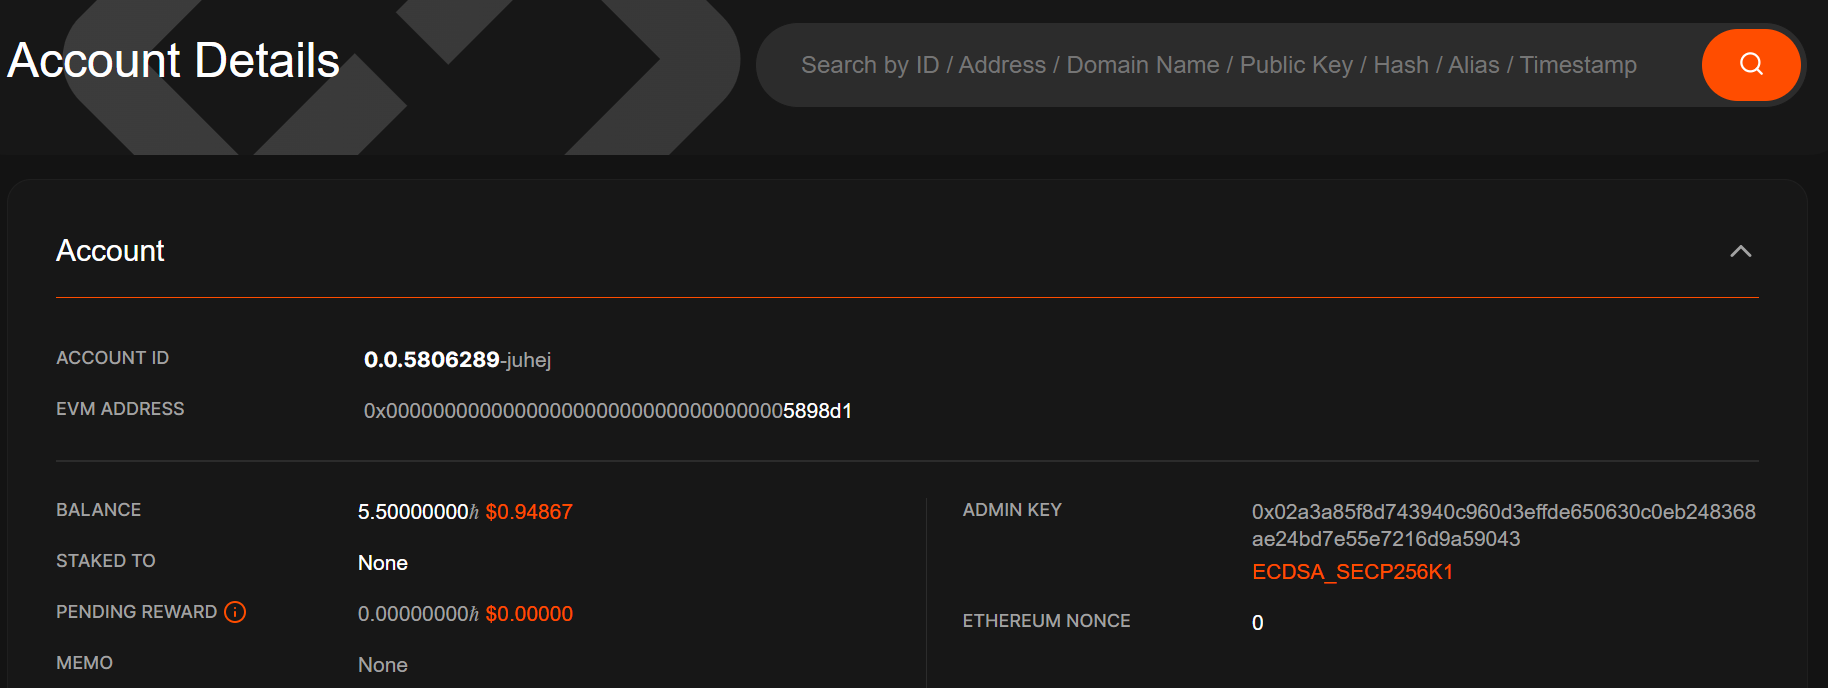 Account Details
Search by ID / Address / Domain Name / Public Key / Hash / Alias / Timestamp
Account
ACCOUNT ID
0.0.5806289-juhej
EVM ADDRESS
0x00000000000000000000000000000000005898d1
BALANCE
5.50000000ℏ $0.94867
STAKED TO
None
PENDING REWARD
0.00000000ℏ $0.00000
MEMO
None
ADMIN KEY
0x02a3a85f8d743940c960d3effde650630c0eb248368
ae24bd7e55e7216d9a59043
ECDSA_SECP256K1
ETHEREUM NONCE
0